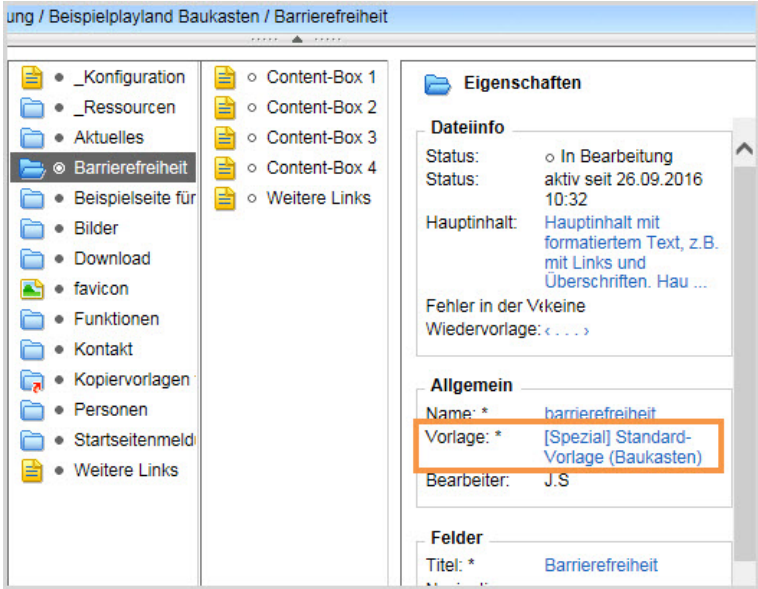 ung / Beispielplayland Baukasten / Barrierefreiheit
_Konfiguration
_Ressourcen
Aktuelles
Barrierefreiheit
Beispielseite für
Bilder
Download
favicon
Funktionen
Kontakt
Kopiervorlagen
Personen
Startseitenmeld
Weitere Links
Content-Box 1
Content-Box 2
Content-Box 3
Content-Box 4
Weitere Links
Eigenschaften
Dateiinfo
Status: In Bearbeitung
Status: aktiv seit 26.09.2016
10:32
Hauptinhalt: Hauptinhalt mit
formatiertem Text, z.B.
mit Links und
Überschriften. Hau ...
Fehler in der Ve keine
Wiedervorlage: ‹ . . . ›
Allgemein
Name: * barrierefreiheit
Vorlage: * [Spezial] Standard-
Vorlage (Baukasten)
Bearbeiter: J.S
Felder
Titel: * Barrierefreiheit